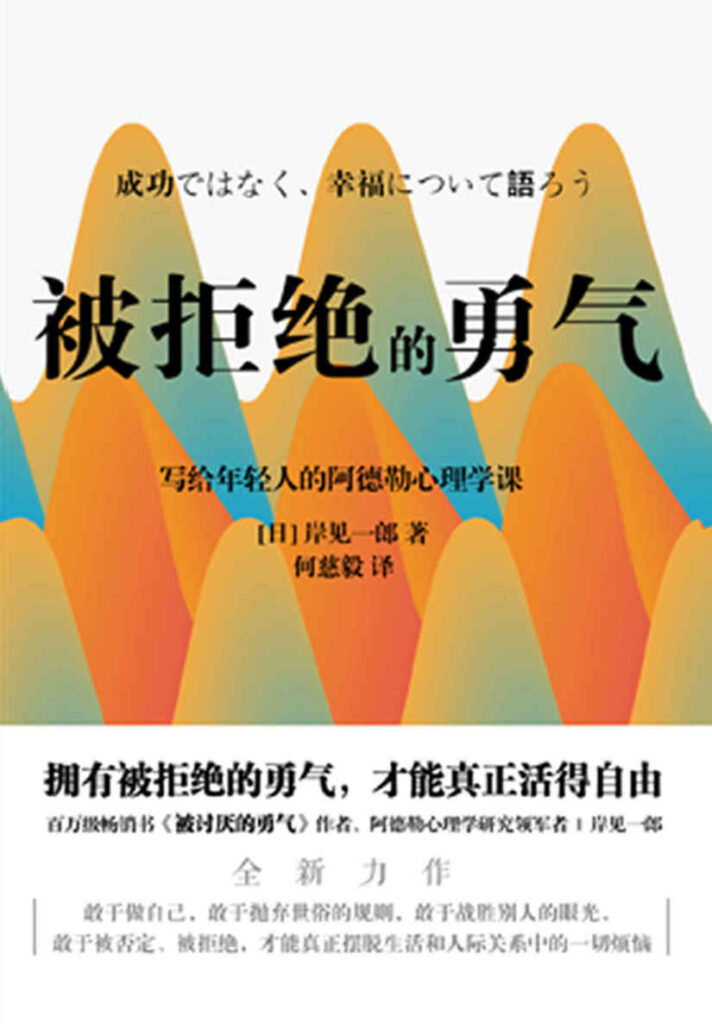 成功ではなく、幸福について語ろう
被拒绝的勇气
写给年轻人的阿德勒心理学课
[日] 岸见一郎 著
何慈毅 译
拥有被拒绝的勇气，才能真正活得自由
百万级畅销书《被讨厌的勇气》作者、阿德勒心理学研究领军者 | 岸见一郎
全新力作
敢于做自己，敢于抛弃世俗的规则，敢于战胜别人的眼光。
敢于被否定、被拒绝，才能真正摆脱生活和人际关系中的一切烦恼